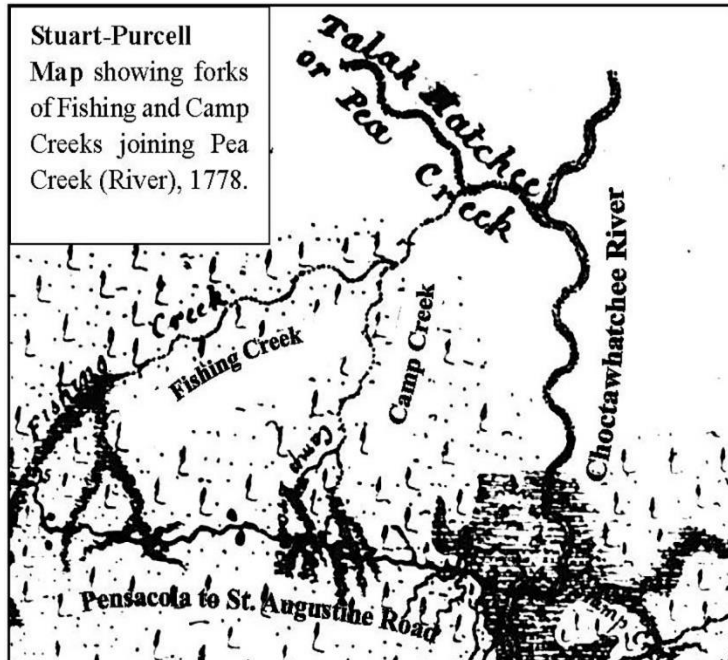 Stuart-Purcell
Map showing forks
of Fishing and Camp
Creeks joining Pea
Creek (River), 1778.
Talak Hatchee
or Pea
Creek
Creek
Fishing
Fishing Creek
Camp Creek
Camp
Choctawhatchee River
Pensacola to St. Augustine Road